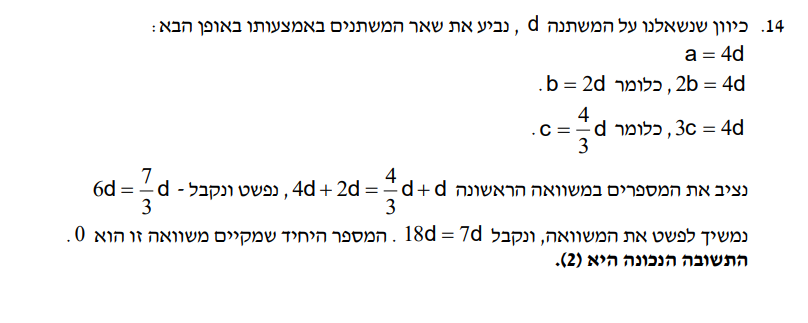 14. כיוון שנשאלנו על המשתנה d , נביע את שאר המשתנים באמצעותו באופן הבא :
a = 4d
2b = 4d , כלומר b = 2d .
3c = 4d , כלומר c = \frac{4}{3}d .
נציב את המספרים במשוואה הראשונה 4d + 2d = \frac{4}{3}d + d , נפשט ונקבל - 6d = \frac{7}{3}d
נמשיך לפשט את המשוואה, ונקבל 18d = 7d . המספר היחיד שמקיים משוואה זו הוא 0 .
התשובה הנכונה היא (2).